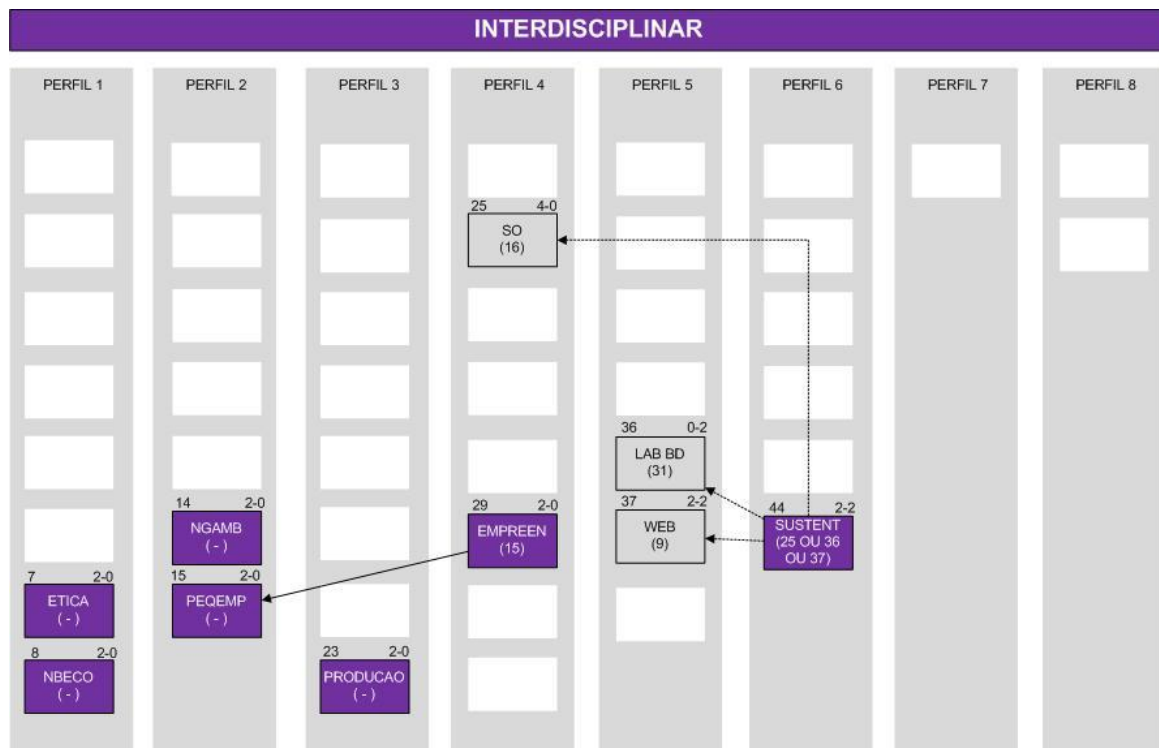 INTERDISCIPLINAR
PERFIL 1 PERFIL 2 PERFIL 3 PERFIL 4 PERFIL 5 PERFIL 6 PERFIL 7 PERFIL 8
25 4-0
SO
(16)
36 0-2
LAB BD
(31)
14 2-0
NGAMB
( - )
29 2-0
EMPREEN
(15)
37 2-2
WEB
(9)
44 2-2
SUSTENT
(25 OU 36
OU 37)
7 2-0
ETICA
( - )
15 2-0
PEQEMP
( - )
8 2-0
NBECO
( - )
23 2-0
PRODUCAO
( - )